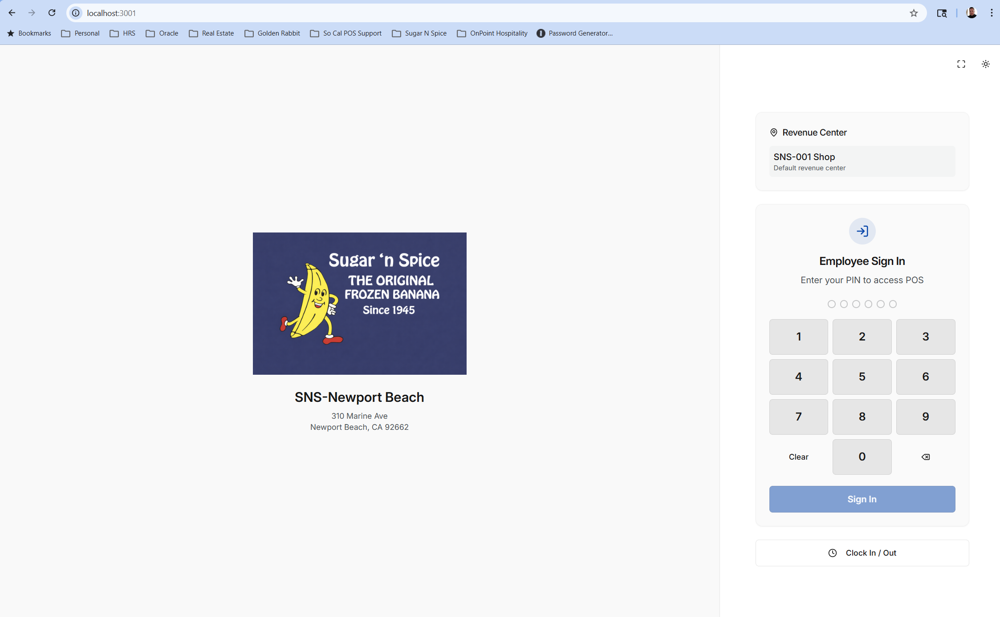 localhost:3001
Bookmarks
Personal
HRS
Oracle
Real Estate
Golden Rabbit
So Cal POS Support
Sugar N Spice
OnPoint Hospitality
Password Generator...
Sugar ‘n Spice
THE ORIGINAL
FROZEN BANANA
Since 1945
SNS-Newport Beach
310 Marine Ave
Newport Beach, CA 92662
Revenue Center
SNS-001 Shop
Default revenue center
Employee Sign In
Enter your PIN to access POS
1 2 3
4 5 6
7 8 9
Clear 0
Sign In
Clock In / Out